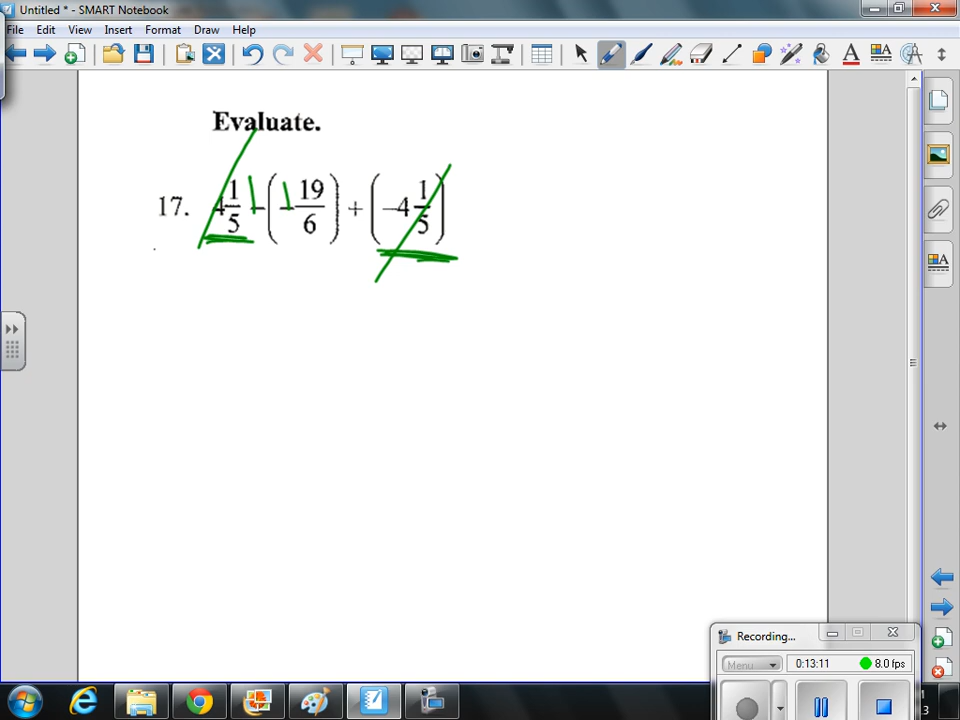 Untitled * - SMART Notebook
File Edit View Insert Format Draw Help
Evaluate.
17. 4 1/5 - (- 19/6) + (-4 1/5)
Recording...
Menu 0:13:11 8.0 fps